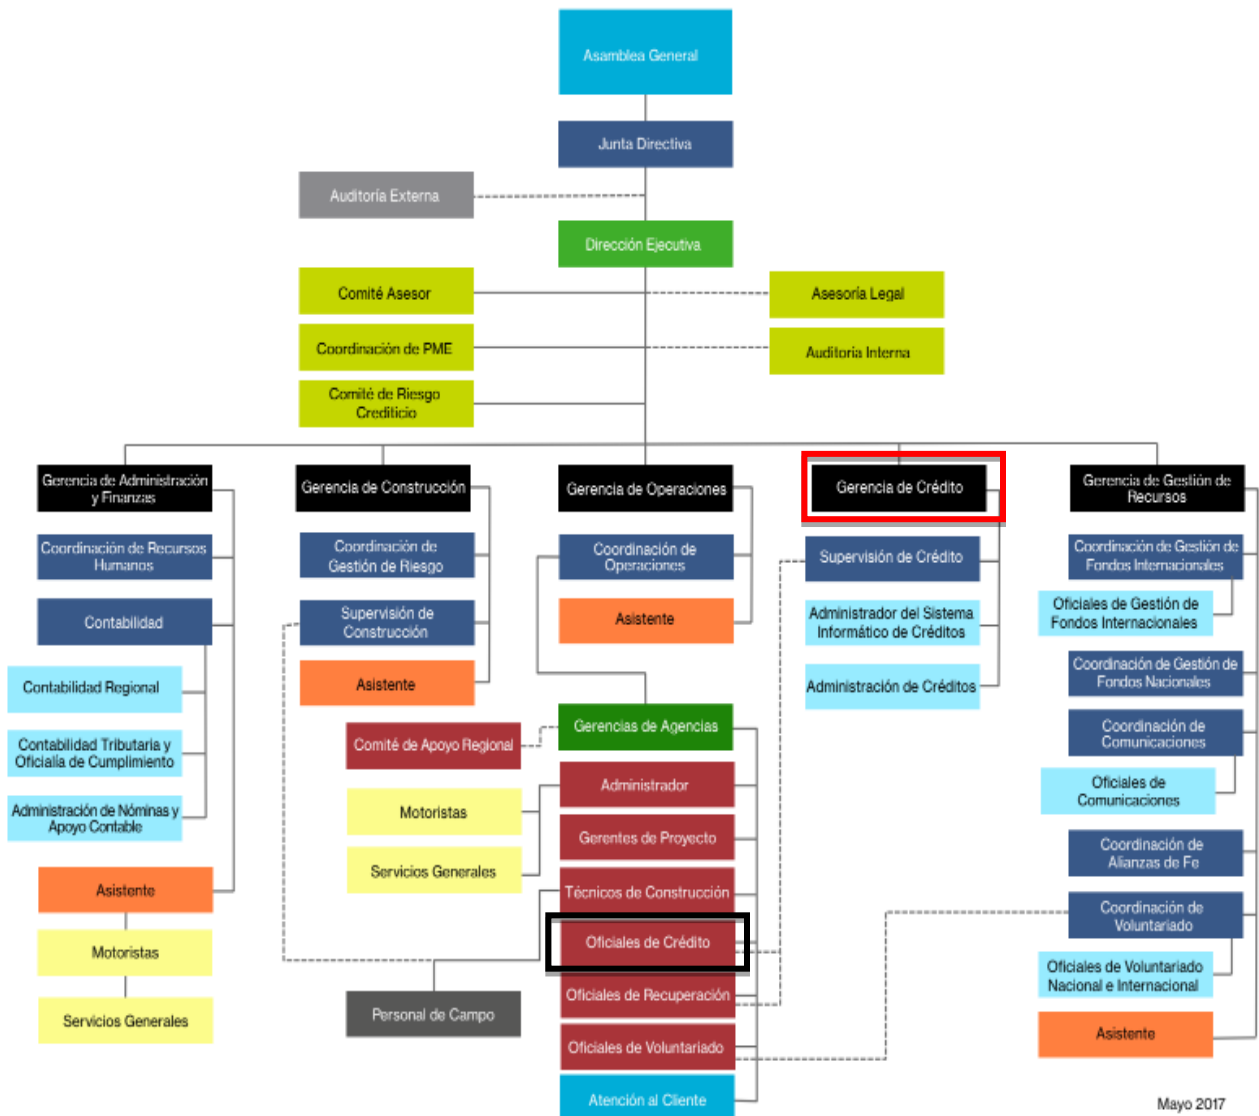 Asamblea General
Junta Directiva
Auditoría Externa
Dirección Ejecutiva
Comité Asesor
Asesoría Legal
Coordinación de PME
Auditoria Interna
Comité de Riesgo
Crediticio
Gerencia de Administración
y Finanzas
Coordinación de Recursos
Humanos
Contabilidad
Contabilidad Regional
Contabilidad Tributaria y
Oficialía de Cumplimiento
Administración de Nóminas y
Apoyo Contable
Asistente
Motoristas
Servicios Generales
Gerencia de Construcción
Coordinación de
Gestión de Riesgo
Supervisión de
Construcción
Asistente
Comité de Apoyo Regional
Motoristas
Servicios Generales
Personal de Campo
Gerencia de Operaciones
Coordinación de
Operaciones
Asistente
Gerencias de Agencias
Administrador
Gerentes de Proyecto
Técnicos de Construcción
Oficiales de Crédito
Oficiales de Recuperación
Oficiales de Voluntariado
Atención al Cliente
Gerencia de Crédito
Supervisión de Crédito
Administrador del Sistema
Informático de Créditos
Administración de Créditos
Gerencia de Gestión de
Recursos
Coordinación de Gestión de
Fondos Internacionales
Oficiales de Gestión de
Fondos Internacionales
Coordinación de Gestión de
Fondos Nacionales
Coordinación de
Comunicaciones
Oficiales de
Comunicaciones
Coordinación de
Alianzas de Fe
Coordinación de
Voluntariado
Oficiales de Voluntariado
Nacional e Internacional
Asistente
Mayo 2017